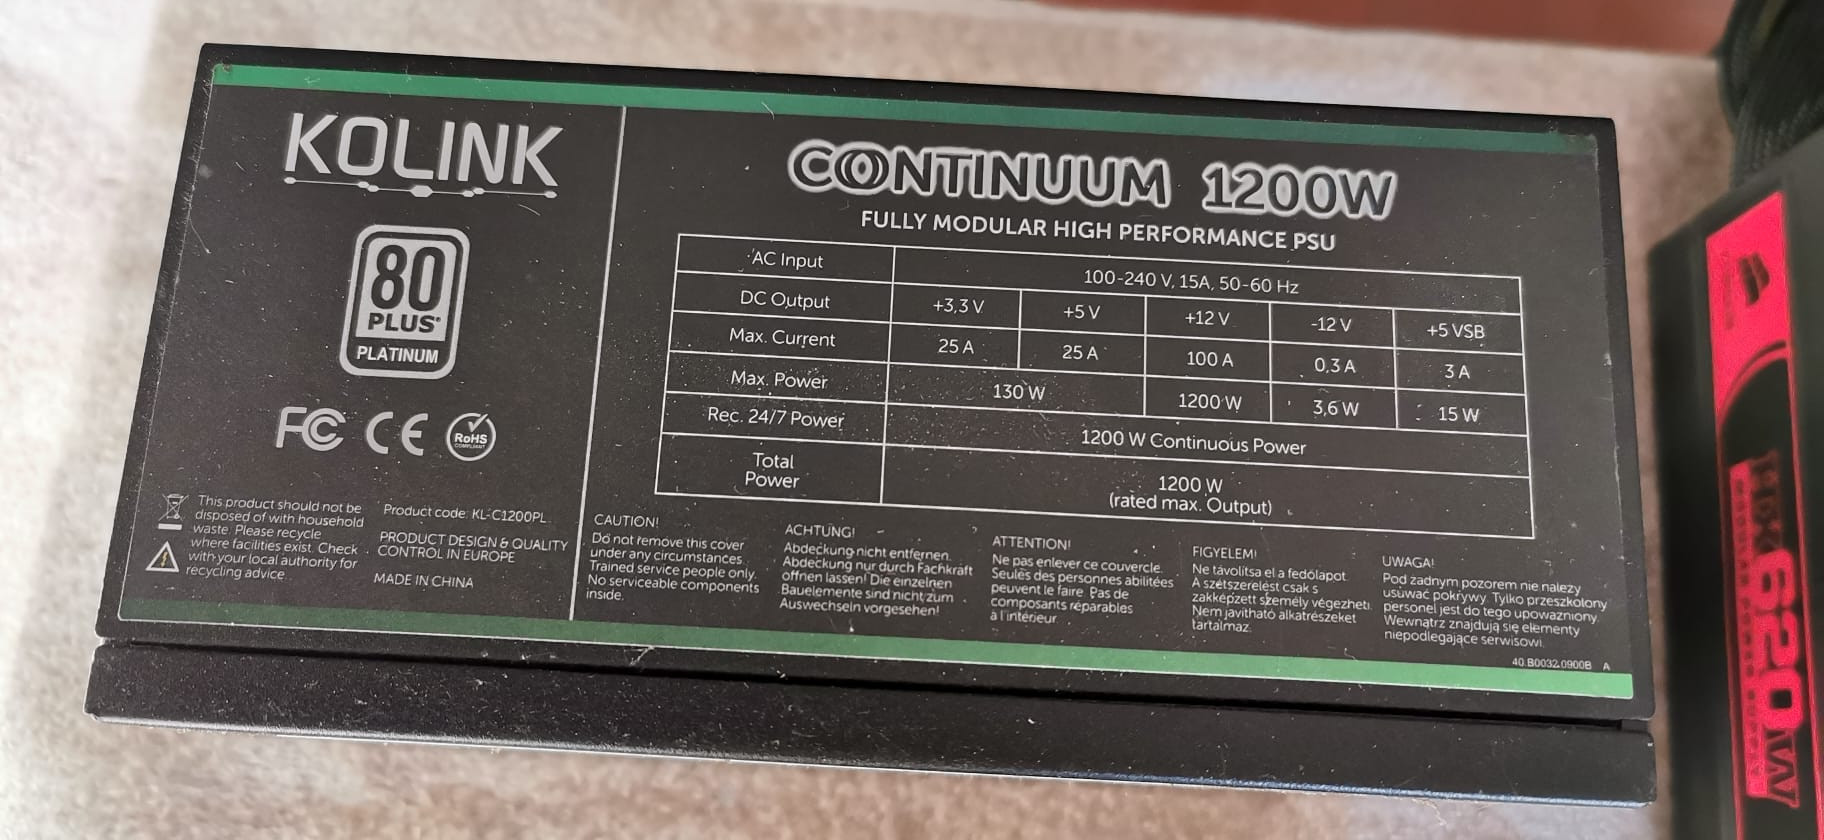 KOLINK
80
PLUS®
PLATINUM
FC CE RoHS
COMPLIANT
This product should not be
disposed of with household
waste. Please recycle
where facilities exist. Check
with your local authority for
recycling advice
Product code: KL-C1200PL
PRODUCT DESIGN & QUALITY
CONTROL IN EUROPE
MADE IN CHINA
CONTINUUM 1200W
FULLY MODULAR HIGH PERFORMANCE PSU
AC Input 100-240 V, 15A, 50-60 Hz
DC Output +3,3 V +5 V +12 V -12 V +5 VSB
Max. Current 25 A 25 A 100 A 0,3 A 3 A
Max. Power 130 W 1200 W 3,6 W 15 W
Rec. 24/7 Power 1200 W Continuous Power
Total
Power
1200 W
(rated max. Output)
CAUTION!
Do not remove this cover
under any circumstances.
Trained service people only.
No serviceable components
inside.
ACHTUNG!
Abdeckung nicht entfernen.
Abdeckung nur durch Fachkraft
öffnen lassen! Die einzelnen
Bauelemente sind nicht zum
Auswechseln vorgesehen!
ATTENTION!
Ne pas enlever ce couvercle.
Seules des personnes abilitées
peuvent le faire. Pas de
composants réparables
à l'intérieur
FIGYELEM!
Ne távolítsa el a fedőlapot.
A szétszerelést csak s
zakképzett személy végezheti.
Nem javítható alkatrészeket
tartalmaz.
UWAGA!
Pod żadnym pozorem nie należy
usuwać pokrywy. Tylko przeszkolony
personel jest do tego upoważniony.
Wewnątrz znajdują się elementy
niepodlegające serwisowi.
40.B0032.0900B A
620W